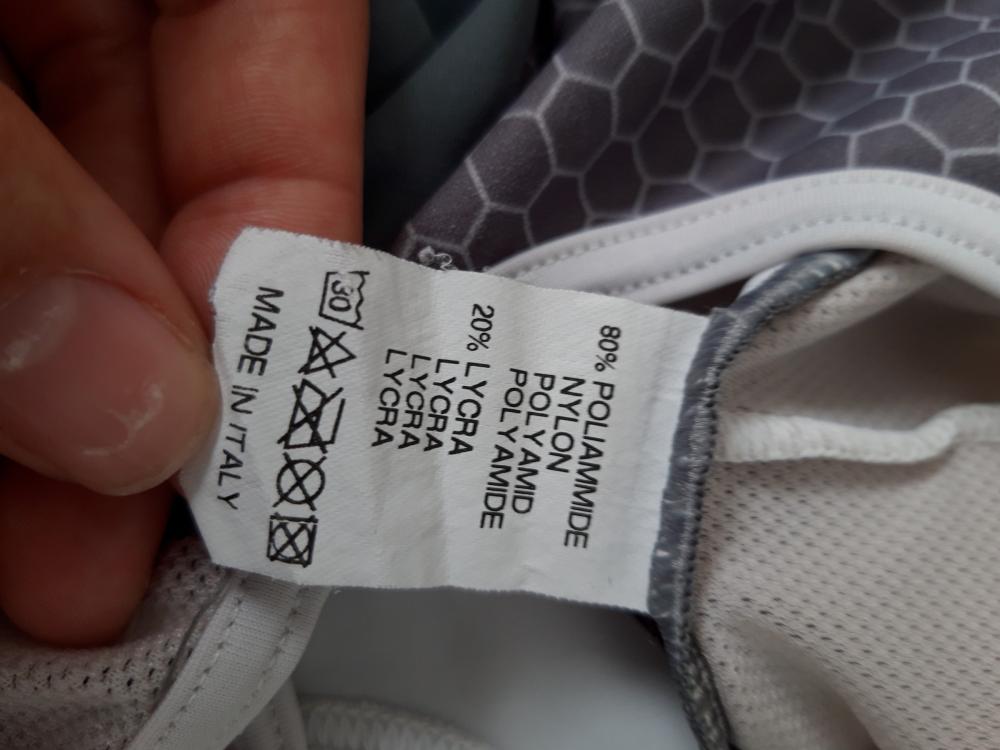 80% POLIAMMIDE
NYLON
POLYAMID
POLYAMIDE
20% LYCRA
LYCRA
LYCRA
LYCRA
30
MADE IN ITALY